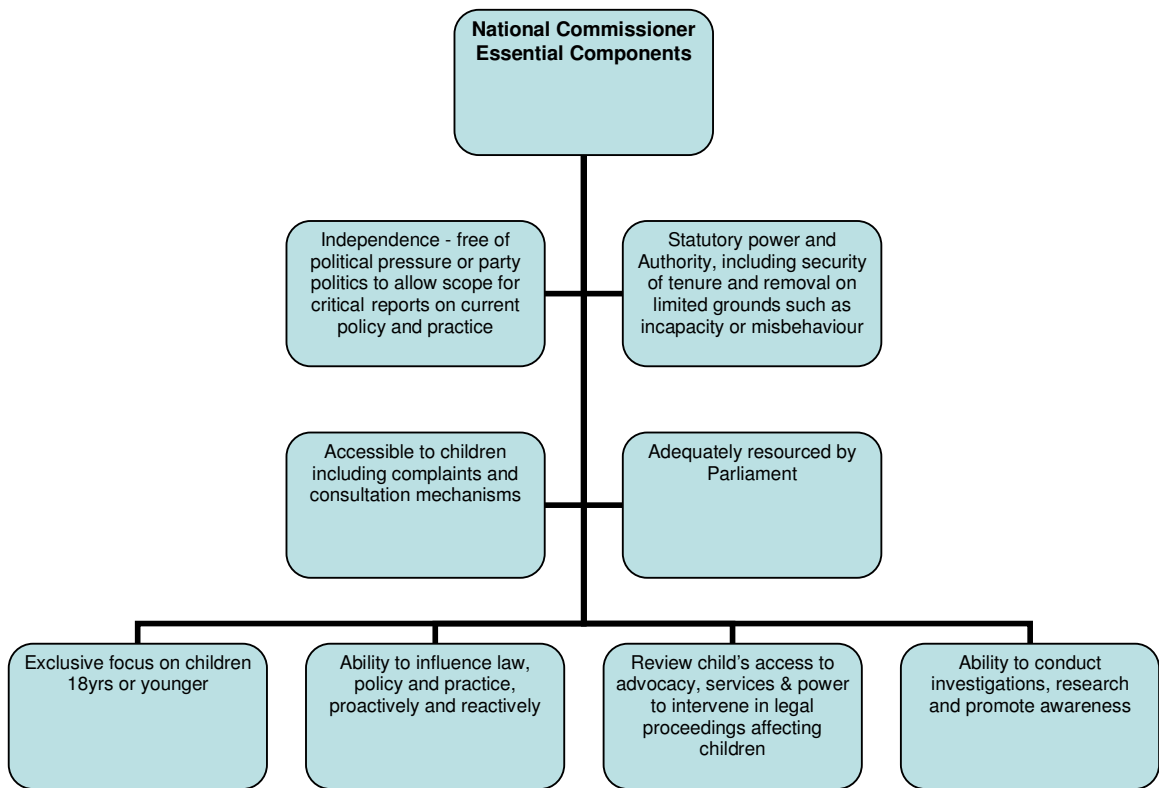 National Commissioner
Essential Components
Independence - free of
political pressure or party
politics to allow scope for
critical reports on current
policy and practice
Statutory power and
Authority, including security
of tenure and removal on
limited grounds such as
incapacity or misbehaviour
Accessible to children
including complaints and
consultation mechanisms
Adequately resourced by
Parliament
Exclusive focus on children
18yrs or younger
Ability to influence law,
policy and practice,
proactively and reactively
Review child's access to
advocacy, services & power
to intervene in legal
proceedings affecting
children
Ability to conduct
investigations, research
and promote awareness